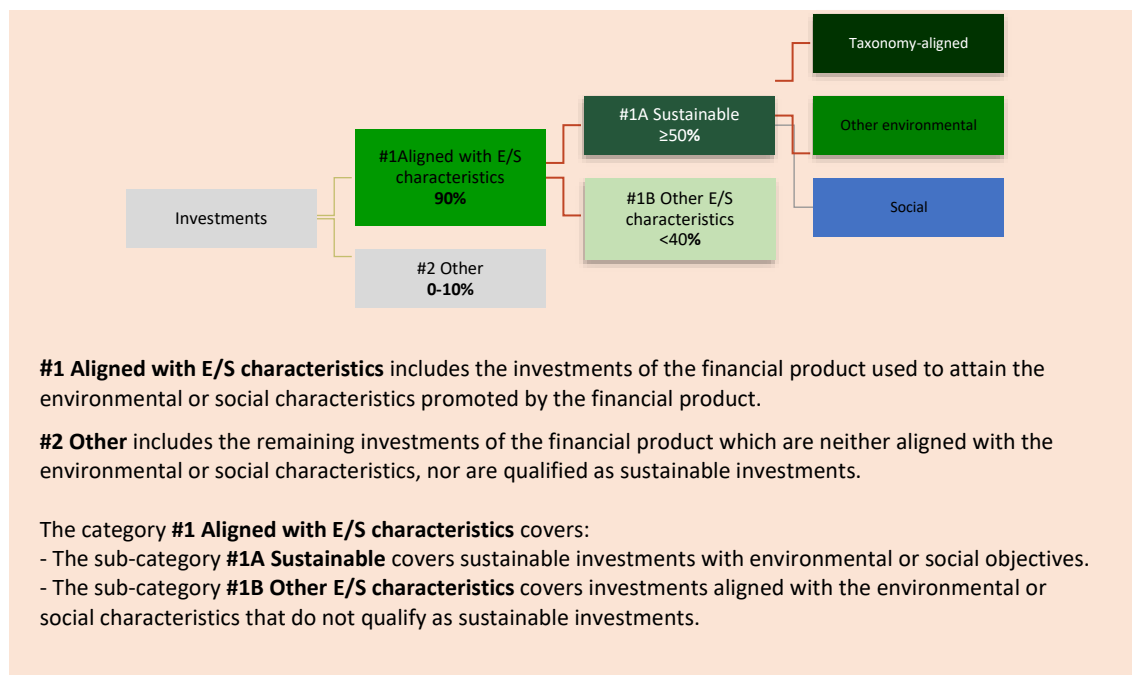 Taxonomy-aligned
#1A Sustainable
≥50%
Other environmental
#1Aligned with E/S
characteristics
90%
#1B Other E/S
characteristics
<40%
Investments
Social
#2 Other
0-10%
#1 Aligned with E/S characteristics includes the investments of the financial product used to attain the
environmental or social characteristics promoted by the financial product.
#2 Other includes the remaining investments of the financial product which are neither aligned with the
environmental or social characteristics, nor are qualified as sustainable investments.
The category #1 Aligned with E/S characteristics covers:
- The sub-category #1A Sustainable covers sustainable investments with environmental or social objectives.
- The sub-category #1B Other E/S characteristics covers investments aligned with the environmental or
social characteristics that do not qualify as sustainable investments.